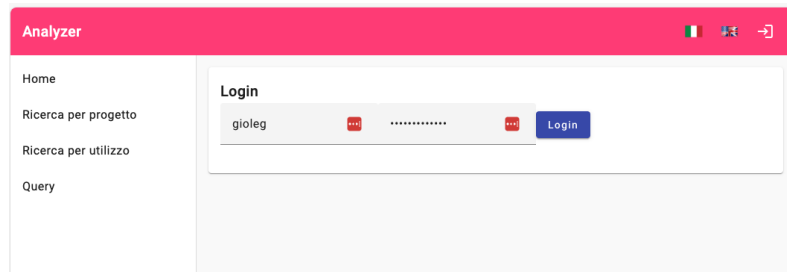 Analyzer
Home
Ricerca per progetto
Ricerca per utilizzo
Query
Login
gioleg
•••••••••••••
Login